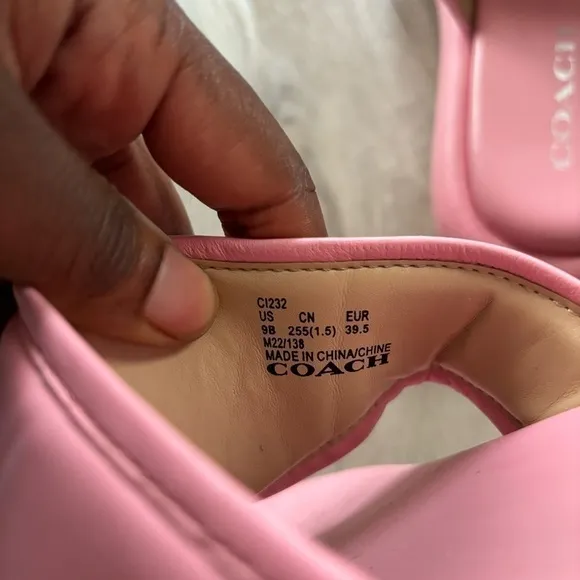 COACH
CI232
US CN EUR
9B 255(1.5) 39.5
M22/138
MADE IN CHINA/CHINE
COACH